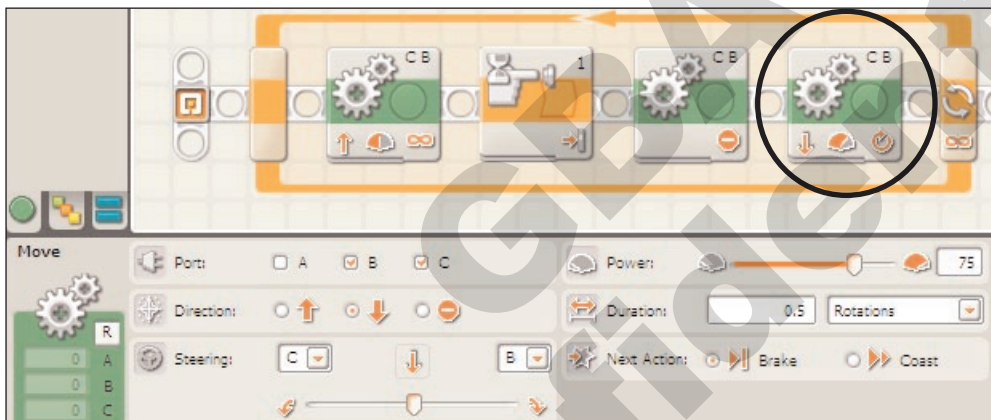 C B
1
C B
C B
Move
Port: A B C
Power: 75
Direction:
Duration: 0.5 Rotations
R
Steering: C B
Next Action: Brake Coast
0 A
0 B
0 C